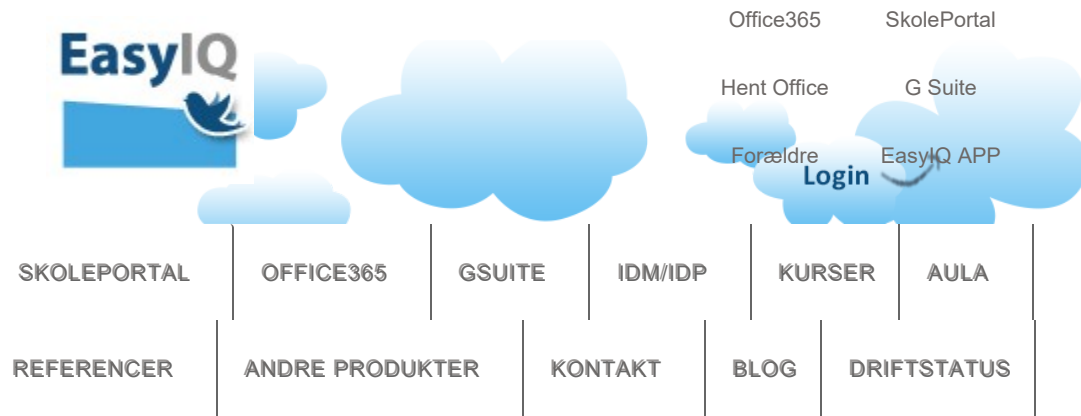 EasyIQ
Office365 SkolePortal
Hent Office G Suite
Forældre EasyIQ APP
Login
SKOLEPORTAL OFFICE365 GSUITE IDM/IDP KURSER AULA
REFERENCER ANDRE PRODUKTER KONTAKT BLOG DRIFTSTATUS